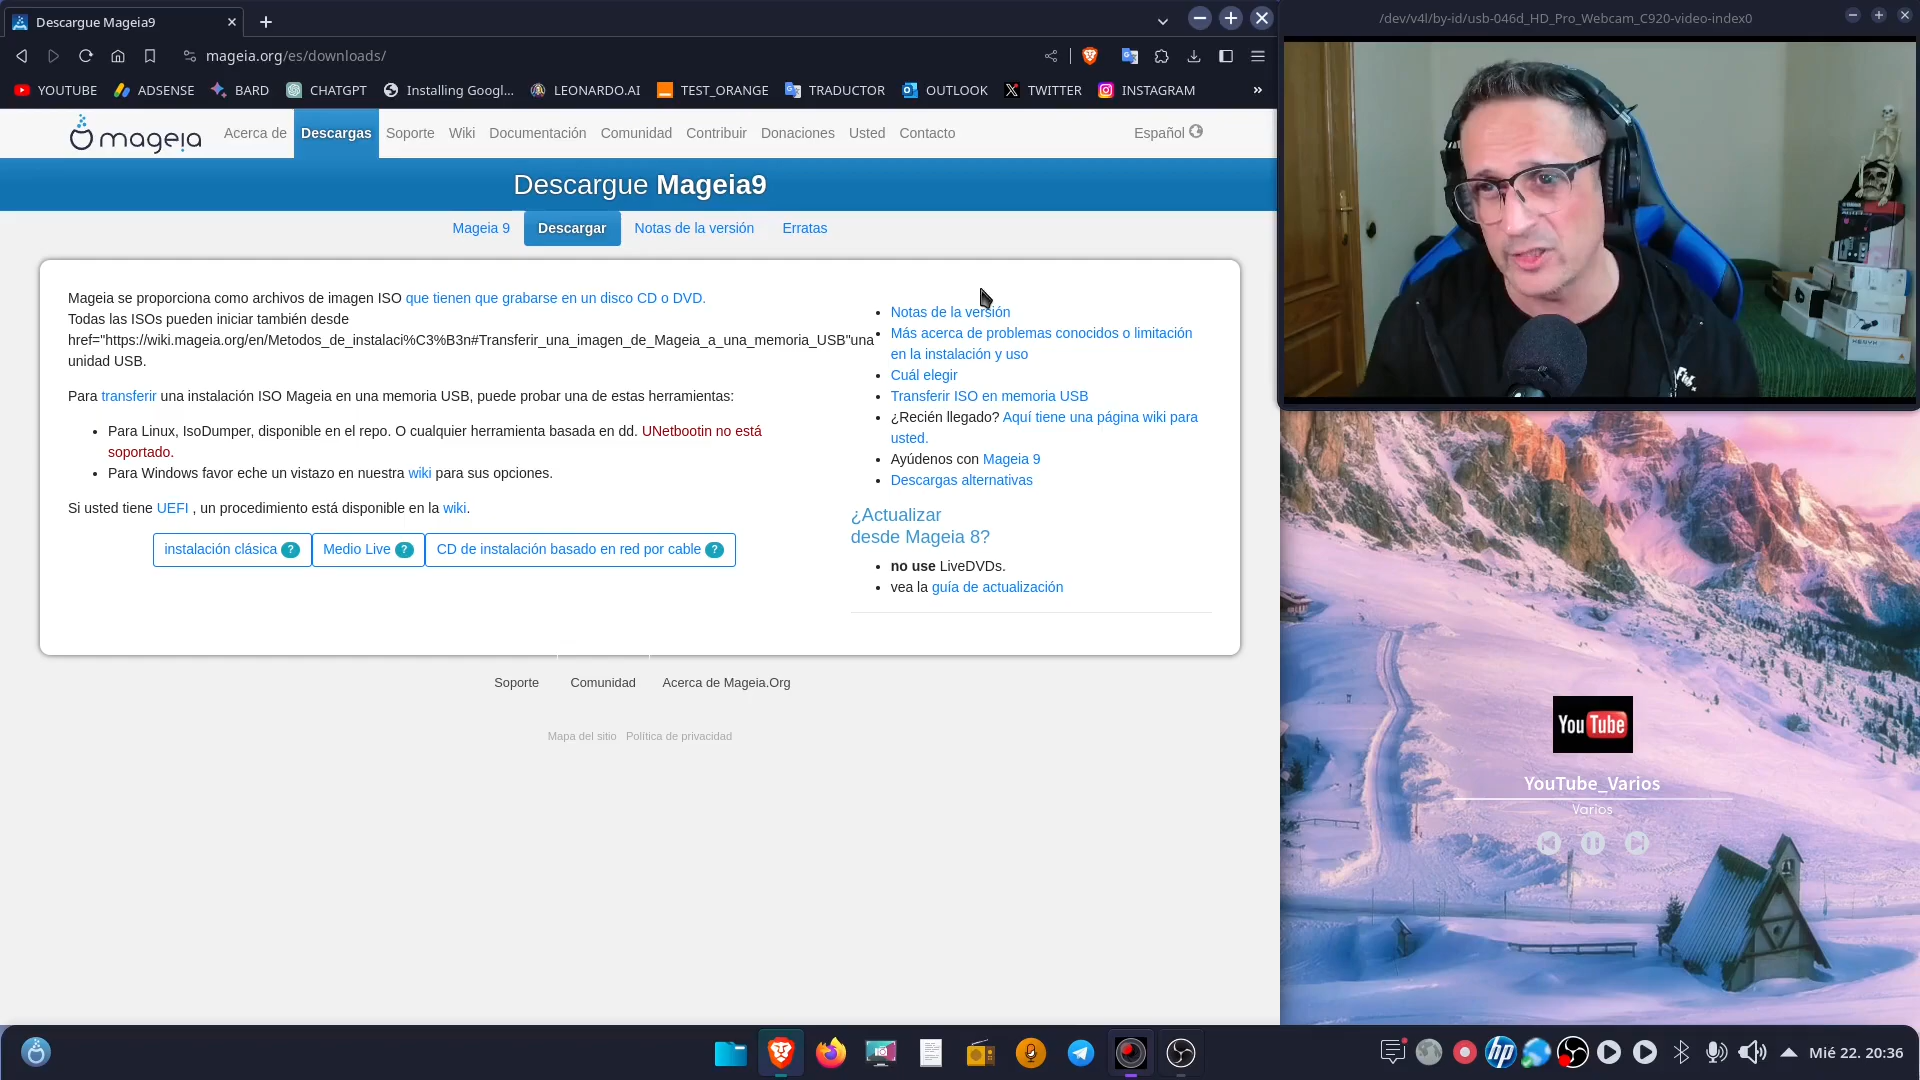 Descargue Mageia9
/dev/v4l/by-id/usb-046d_HD_Pro_Webcam_C920-video-index0
mageia.org/es/downloads/
YOUTUBE ADSENSE BARD CHATGPT Installing Googl... LEONARDO.AI TEST_ORANGE TRADUCTOR OUTLOOK TWITTER INSTAGRAM »
mageia Acerca de Descargas Soporte Wiki Documentación Comunidad Contribuir Donaciones Usted Contacto Español
Descargue Mageia9
Mageia 9 Descargar Notas de la versión Erratas
Mageia se proporciona como archivos de imagen ISO que tienen que grabarse en un disco CD o DVD.
Todas las ISOs pueden iniciar también desde
href="https://wiki.mageia.org/en/Metodos_de_instalaci%C3%B3n#Transferir_una_imagen_de_Mageia_a_una_memoria_USB"una
unidad USB.
Para transferir una instalación ISO Mageia en una memoria USB, puede probar una de estas herramientas:
• Para Linux, IsoDumper, disponible en el repo. O cualquier herramienta basada en dd. UNetbootin no está
soportado.
• Para Windows favor eche un vistazo en nuestra wiki para sus opciones.
Si usted tiene UEFI , un procedimiento está disponible en la wiki.
instalación clásica ? Medio Live ? CD de instalación basado en red por cable ?
• Notas de la versión
• Más acerca de problemas conocidos o limitación
en la instalación y uso
• Cuál elegir
• Transferir ISO en memoria USB
• ¿Recién llegado? Aquí tiene una página wiki para
usted.
• Ayúdenos con Mageia 9
• Descargas alternativas
¿Actualizar
desde Mageia 8?
• no use LiveDVDs.
• vea la guía de actualización
Soporte Comunidad Acerca de Mageia.Org
Mapa del sitio Política de privacidad
YouTube
YouTube_Varios
Varios
hp
Mié 22. 20:36